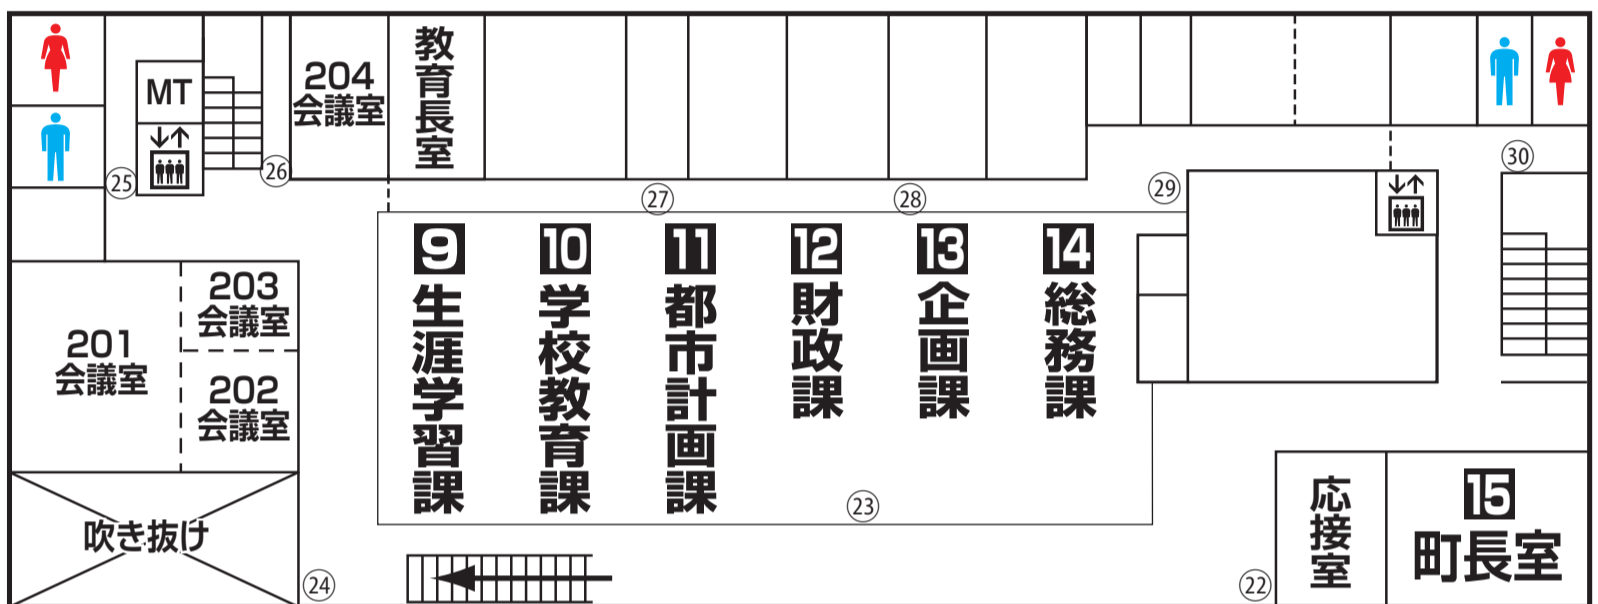 MT
204
会議室
教育長室
25
26
27
28
29
30
9
生涯学習課
10
学校教育課
11
都市計画課
12
財政課
13
企画課
14
総務課
203
会議室
201
会議室
202
会議室
23
吹き抜け
24
22
応接室
15
町長室